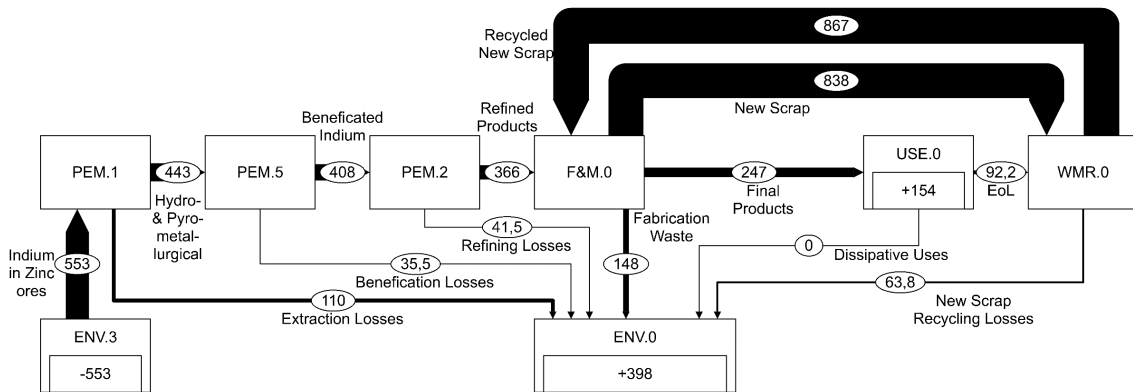 867
Recycled
New Scrap
838
New Scrap
Refined
Products
Beneficated
Indium
PEM.1
443
PEM.5
408
PEM.2
366
F&M.0
247
USE.0
+154
92,2
EoL
WMR.0
Final
Products
Hydro-
& Pyro-
metal-
lurgical
Fabrication
Waste
41,5
Refining Losses
0
Dissipative Uses
Indium
in Zinc
ores
553
35,5
Benefication Losses
148
63,8
New Scrap
Recycling Losses
110
Extraction Losses
ENV.3
-553
ENV.0
+398